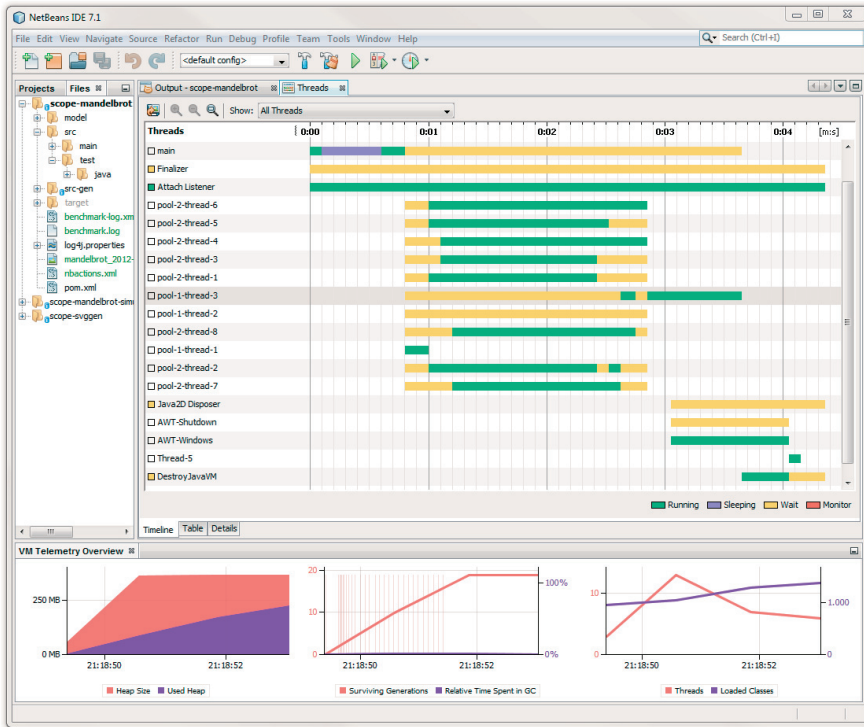 NetBeans IDE 7.1
File Edit View Navigate Source Refactor Run Debug Profile Team Tools Window Help
Search (Ctrl+I)
<default config>
Projects Files
Output - scope-mandelbrot Threads
scope-mandelbrot
model
src
main
test
java
src-gen
target
benchmark-log.xm
benchmark.log
log4j.properties
mandelbrot_2012-
nbactions.xml
pom.xml
scope-mandelbrot-sim
scope-svggen
Show: All Threads
Threads 0:00 0:01 0:02 0:03 0:04 [m:s]
main
Finalizer
Attach Listener
pool-2-thread-6
pool-2-thread-5
pool-2-thread-4
pool-2-thread-3
pool-2-thread-1
pool-1-thread-3
pool-1-thread-2
pool-2-thread-8
pool-1-thread-1
pool-2-thread-2
pool-2-thread-7
Java2D Disposer
AWT-Shutdown
AWT-Windows
Thread-5
DestroyJavaVM
Running Sleeping Wait Monitor
Timeline Table Details
VM Telemetry Overview
250 MB
0 MB
21:18:50 21:18:52
Heap Size Used Heap
20
10
0
100%
0%
21:18:50 21:18:52
Surviving Generations Relative Time Spent in GC
10
0
1.000
0
21:18:50 21:18:52
Threads Loaded Classes